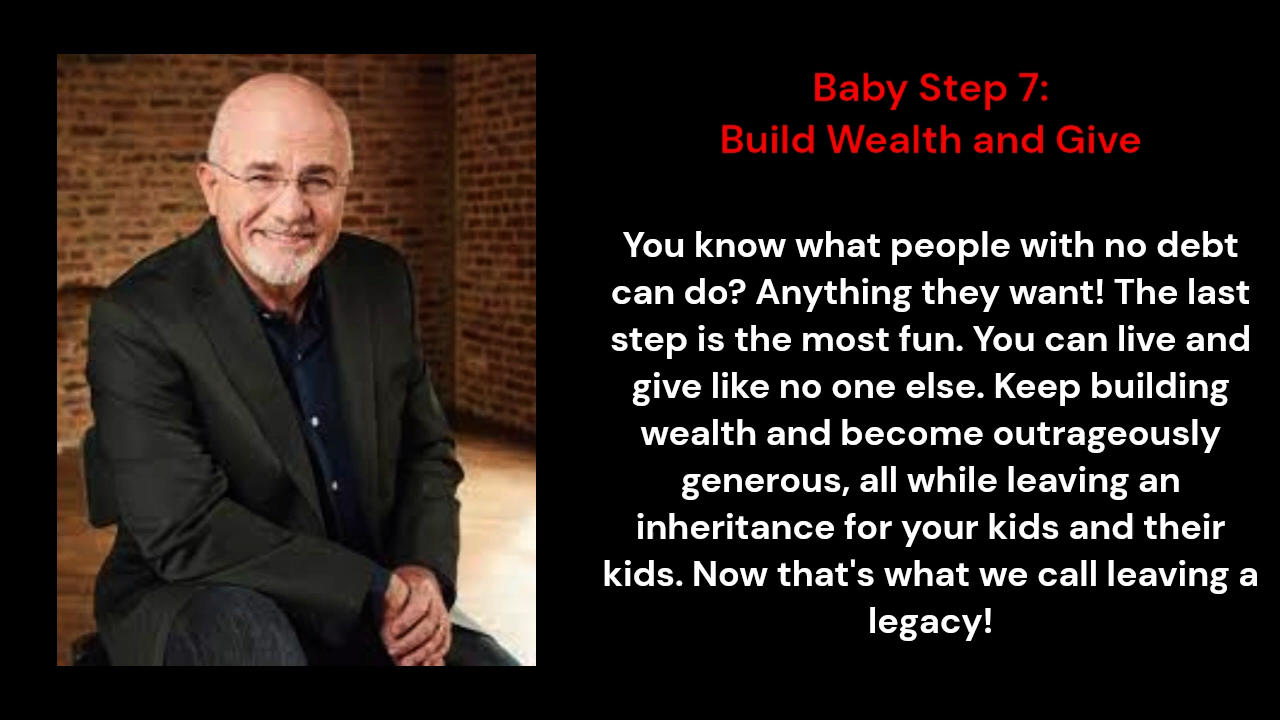 Baby Step 7:
Build Wealth and Give
You know what people with no debt
can do? Anything they want! The last
step is the most fun. You can live and
give like no one else. Keep building
wealth and become outrageously
generous, all while leaving an
inheritance for your kids and their
kids. Now that's what we call leaving a
legacy!